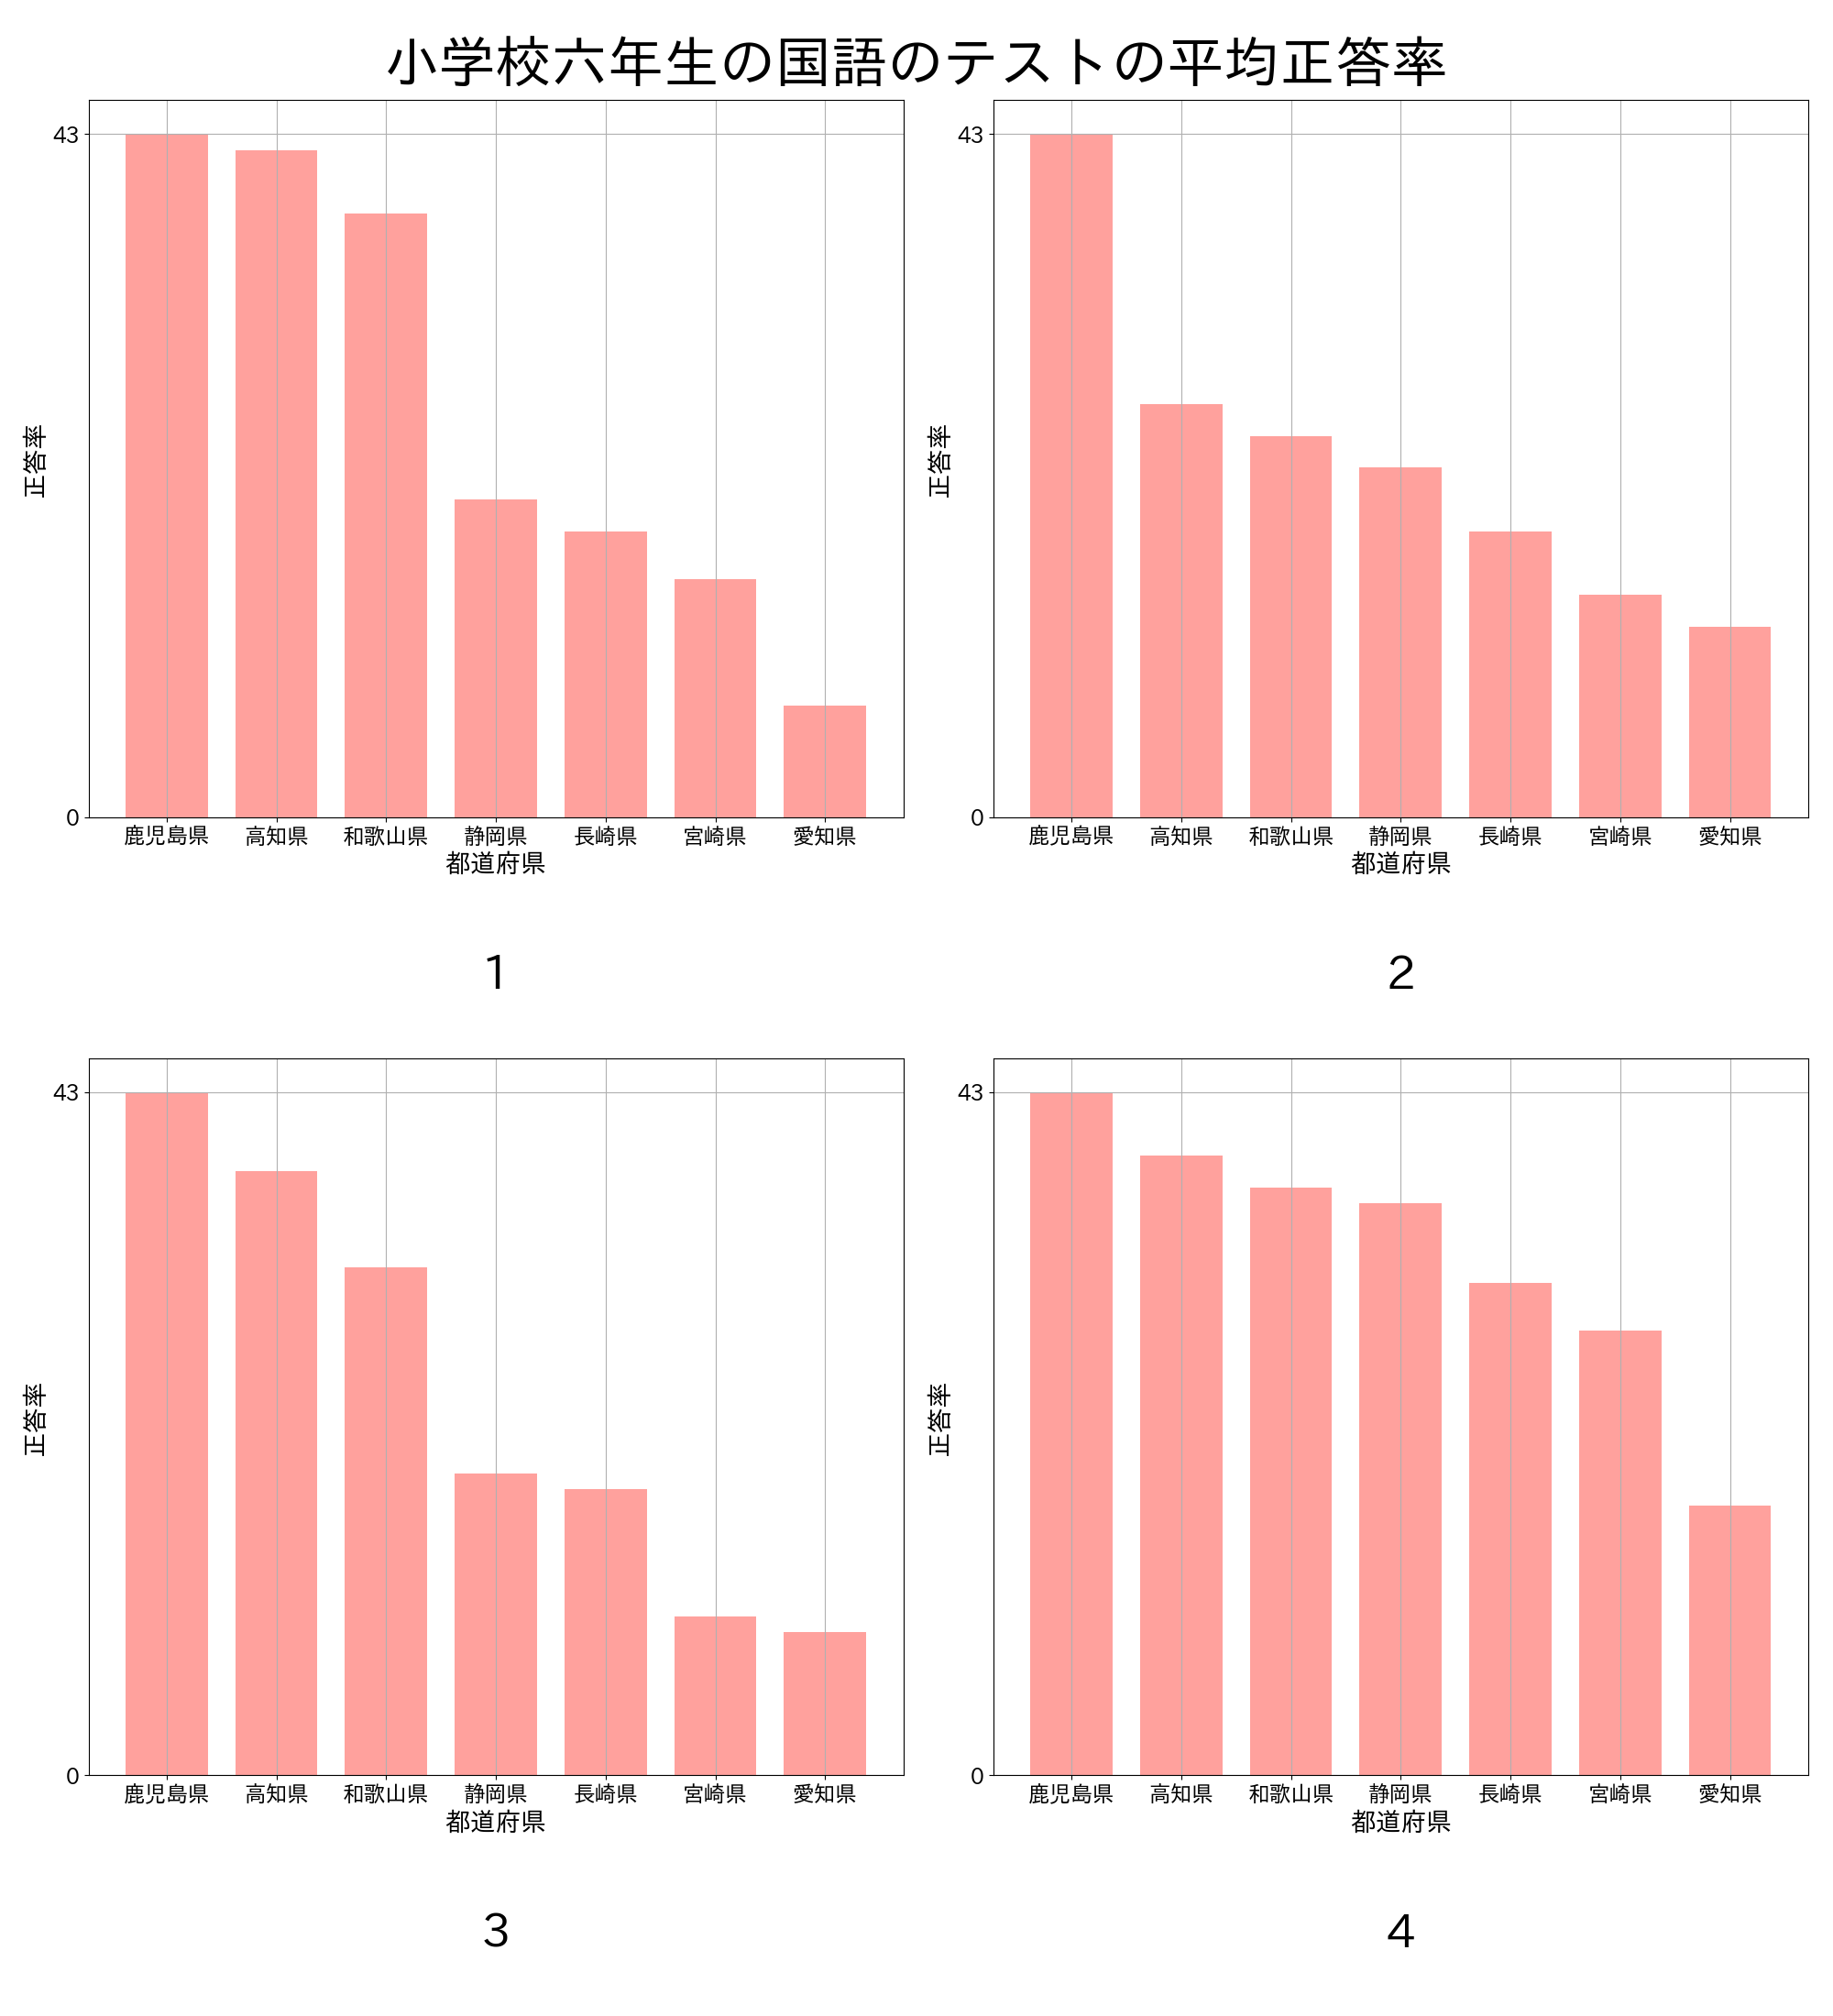 小学校六年生の国語のテストの平均正答率
43
0
正答率
鹿児島県 高知県 和歌山県 静岡県 長崎県 宮崎県 愛知県
都道府県
1
43
0
正答率
鹿児島県 高知県 和歌山県 静岡県 長崎県 宮崎県 愛知県
都道府県
2
43
0
正答率
鹿児島県 高知県 和歌山県 静岡県 長崎県 宮崎県 愛知県
都道府県
3
43
0
正答率
鹿児島県 高知県 和歌山県 静岡県 長崎県 宮崎県 愛知県
都道府県
4